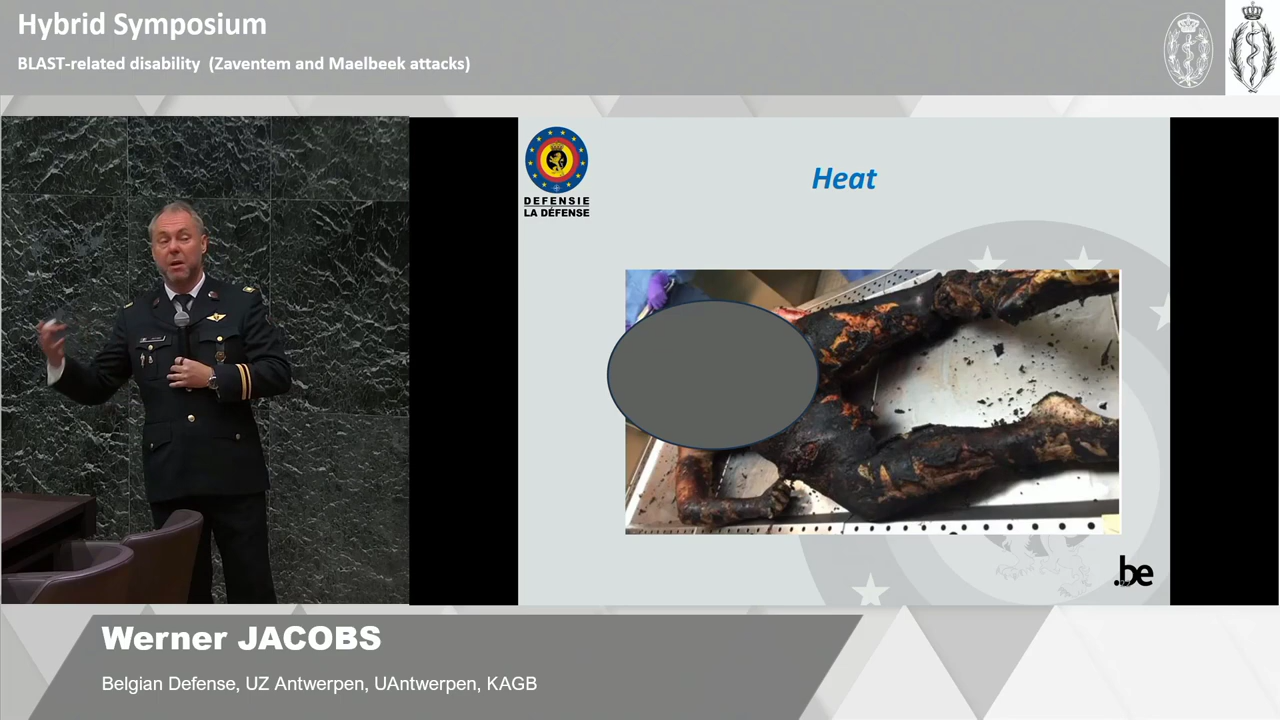 Hybrid Symposium
BLAST-related disability (Zaventem and Maelbeek attacks)
DEFENSIE
LA DÉFENSE
Heat
.be
Werner JACOBS
Belgian Defense, UZ Antwerpen, UAntwerpen, KAGB